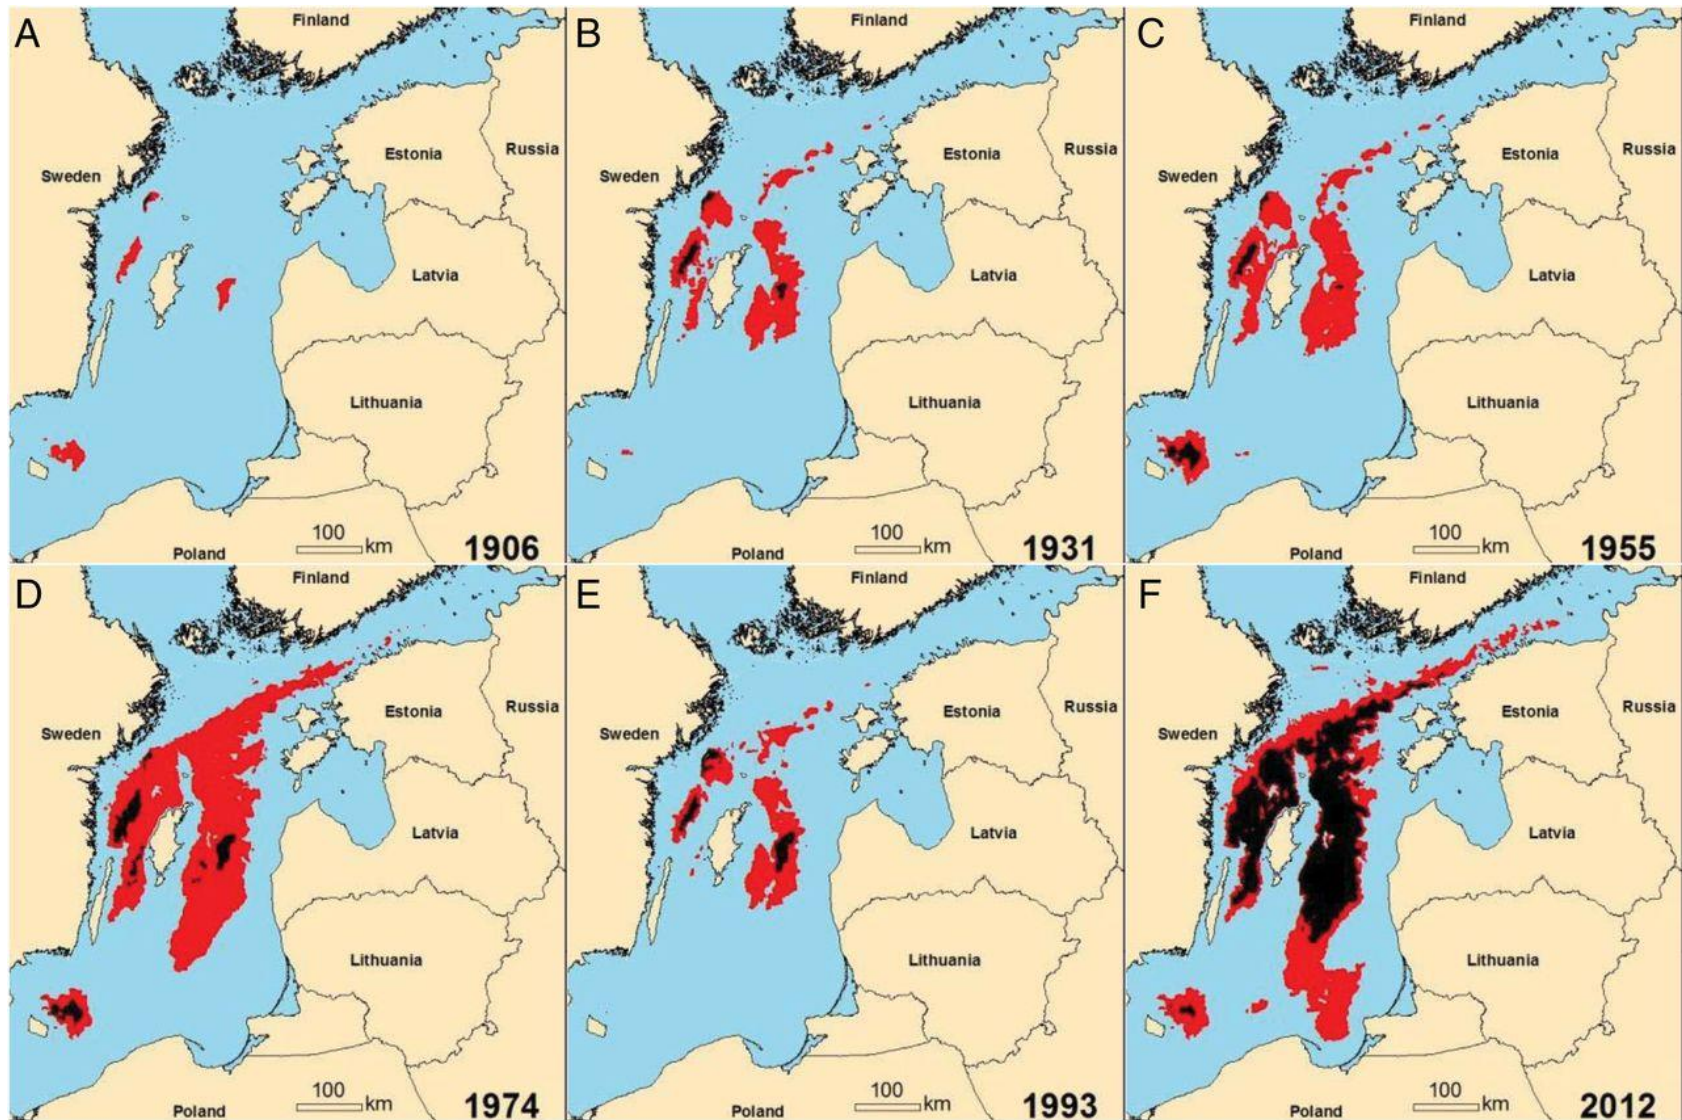 A
Finland
Estonia
Russia
Sweden
Latvia
Lithuania
100
km
Poland
1906
B
Finland
Estonia
Russia
Sweden
Latvia
Lithuania
100
km
Poland
1931
C
Finland
Estonia
Russia
Sweden
Latvia
Lithuania
100
km
Poland
1955
D
Finland
Estonia
Russia
Sweden
Latvia
Lithuania
100
km
Poland
1974
E
Finland
Estonia
Russia
Sweden
Latvia
Lithuania
100
km
Poland
1993
F
Finland
Estonia
Russia
Sweden
Latvia
Lithuania
100
km
Poland
2012